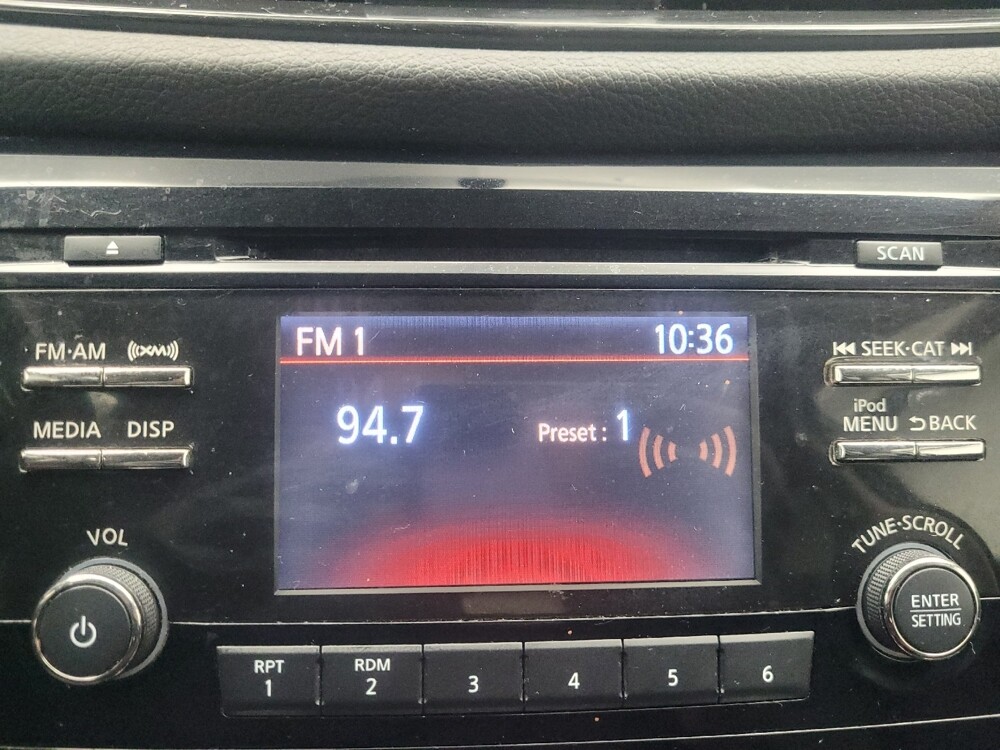 SCAN
FM·AM
XM
SEEK·CAT
MEDIA DISP
iPod
MENU BACK
FM 1 10:36
94.7 Preset: 1
VOL
TUNE·SCROLL
ENTER
SETTING
RPT
1
RDM
2
3
4
5
6